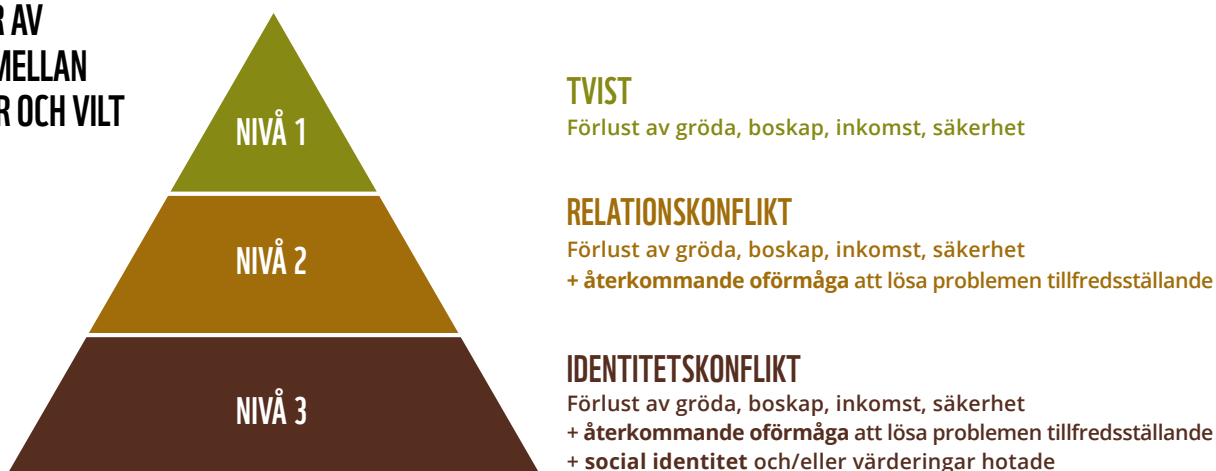 AV
OCH VILT
NIVÅ 1
TVIST
Förlust av gröda, boskap, inkomst, säkerhet
NIVÅ 2
RELATIONSKONFLIKT
Förlust av gröda, boskap, inkomst, säkerhet
+ återkommande oförmåga att lösa problemen tillfredsställande
NIVÅ 3
IDENTITETSKONFLIKT
Förlust av gröda, boskap, inkomst, säkerhet
+ återkommande oförmåga att lösa problemen tillfredsställande
+ social identitet och/eller värderingar hotade